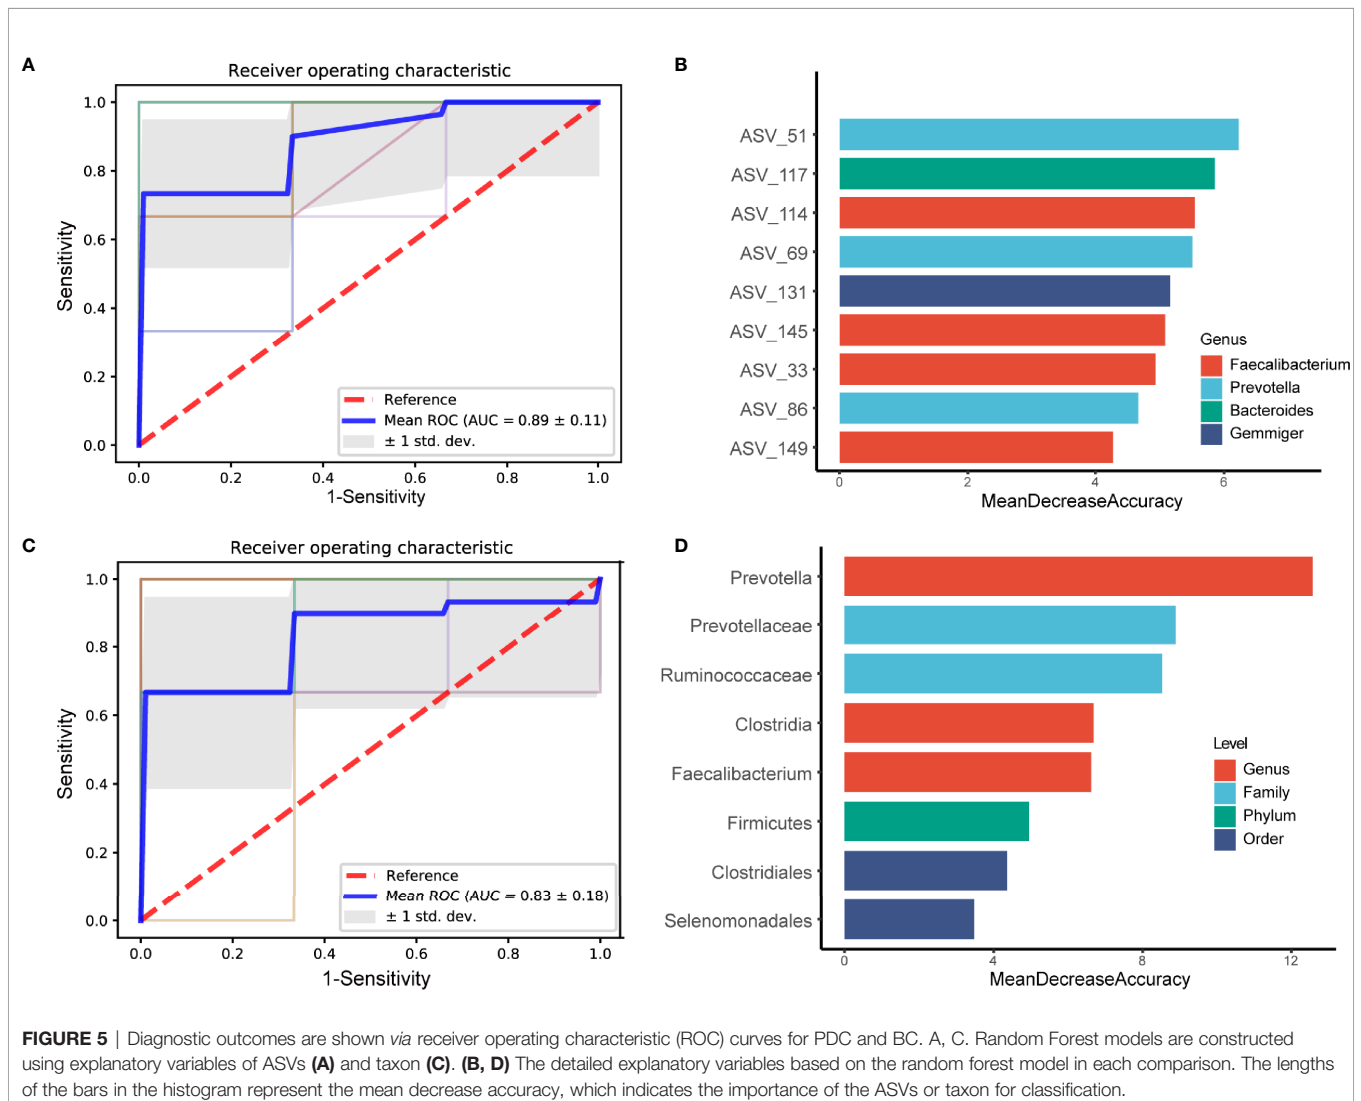 A
Receiver operating characteristic
1.0
0.8
0.6
0.4
0.2
0.0
Sensitivity
Reference
Mean ROC (AUC = 0.89 ± 0.11)
± 1 std. dev.
0.0 0.2 0.4 0.6 0.8 1.0
1-Sensitivity
B
ASV_51
ASV_117
ASV_114
ASV_69
ASV_131
ASV_145
ASV_33
ASV_86
ASV_149
Genus
Faecalibacterium
Prevotella
Bacteroides
Gemmiger
0 2 4 6
MeanDecreaseAccuracy
C
Receiver operating characteristic
1.0
0.8
0.6
0.4
0.2
0.0
Sensitivity
Reference
Mean ROC (AUC = 0.83 ± 0.18)
± 1 std. dev.
0.0 0.2 0.4 0.6 0.8 1.0
1-Sensitivity
D
Prevotella
Prevotellaceae
Ruminococcaceae
Clostridia
Faecalibacterium
Firmicutes
Clostridiales
Selenomonadales
Level
Genus
Family
Phylum
Order
0 4 8 12
MeanDecreaseAccuracy
FIGURE 5 | Diagnostic outcomes are shown via receiver operating characteristic (ROC) curves for PDC and BC. A, C. Random Forest models are constructed
using explanatory variables of ASVs (A) and taxon (C). (B, D) The detailed explanatory variables based on the random forest model in each comparison. The lengths
of the bars in the histogram represent the mean decrease accuracy, which indicates the importance of the ASVs or taxon for classification.